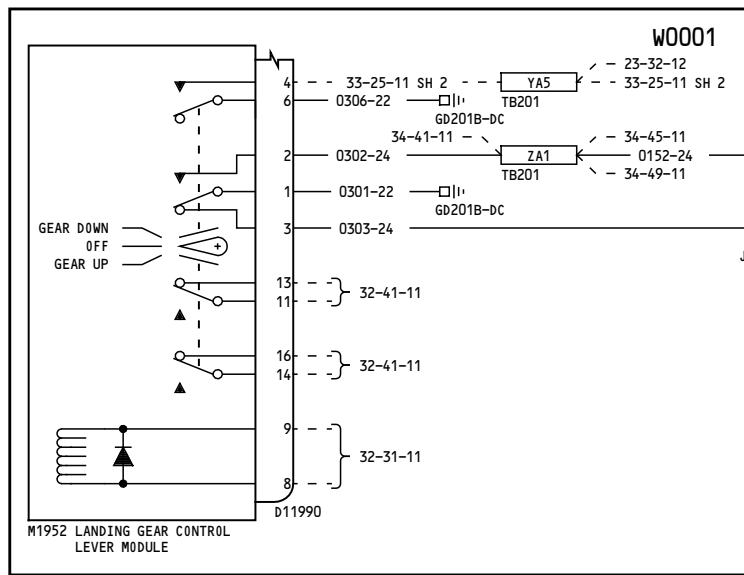 W0001
23-32-12
4 33-25-11 SH 2 YA5 33-25-11 SH 2
6 0306-22 TB201
GD201B-DC
34-41-11 34-45-11
2 0302-24 ZA1 0152-24
TB201 34-49-11
1 0301-22
GD201B-DC
3 0303-24
GEAR DOWN
OFF
GEAR UP
J
13
32-41-11
11
16
32-41-11
14
9
32-31-11
8
D11990
M1952 LANDING GEAR CONTROL
LEVER MODULE